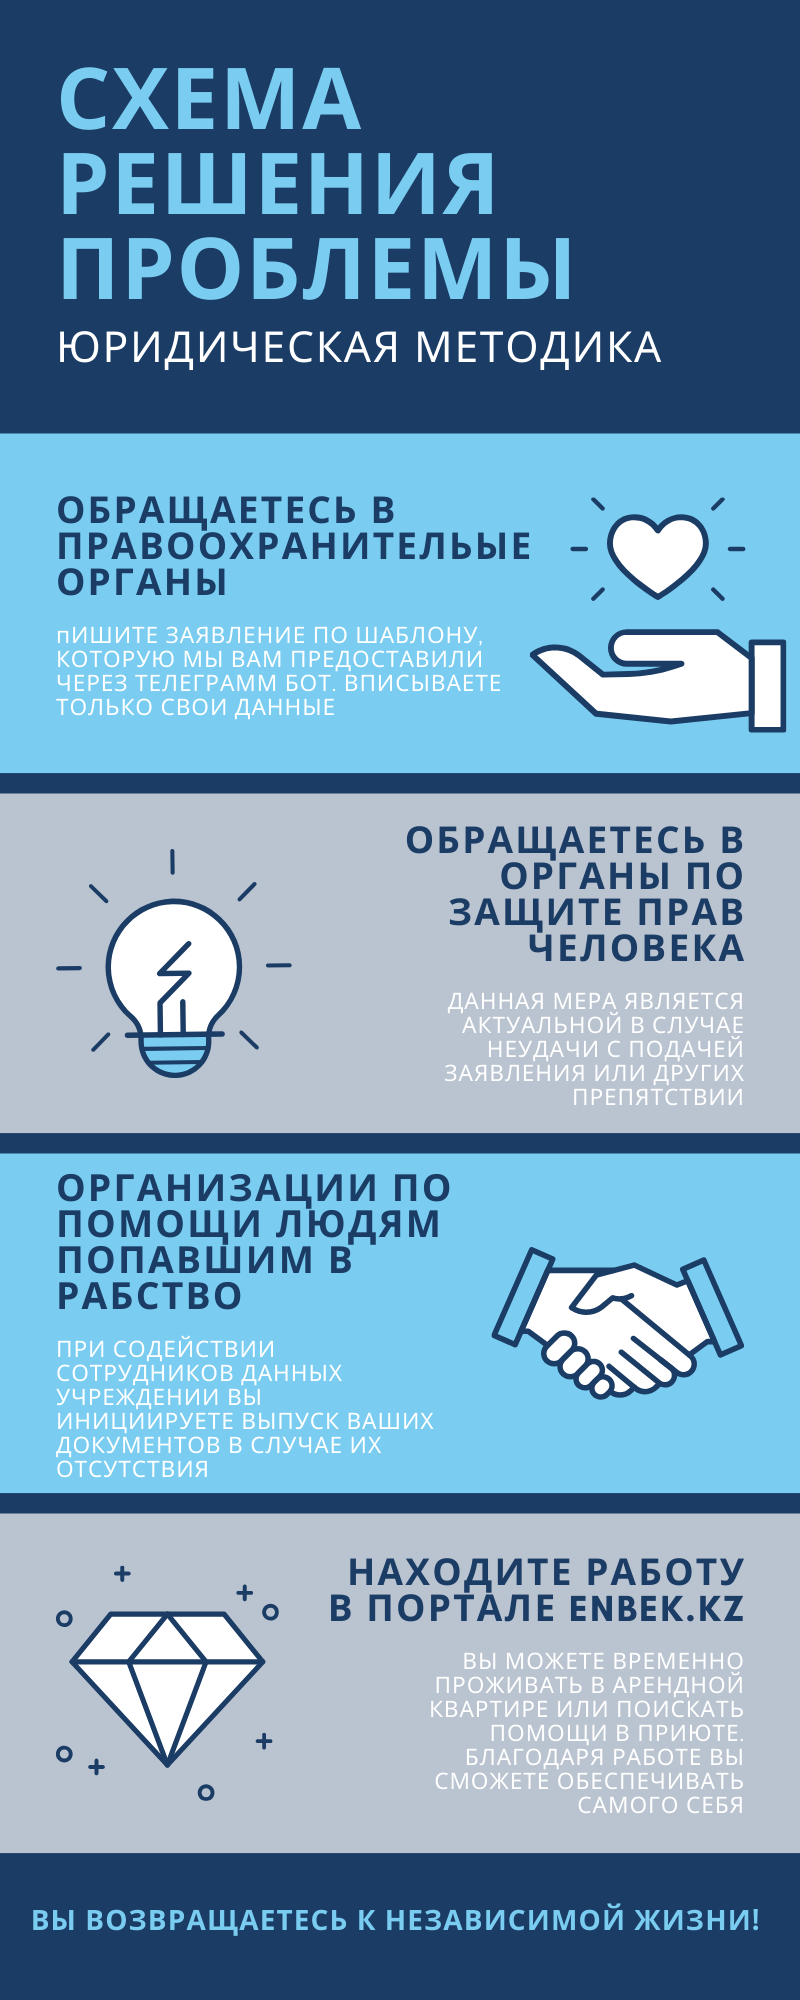 СХЕМА
РЕШЕНИЯ
ПРОБЛЕМЫ
ЮРИДИЧЕСКАЯ МЕТОДИКА
ОБРАЩАЕТЕСЬ В
ПРАВООХРАНИТЕЛЬЫЕ
ОРГАНЫ
пИШИТЕ ЗАЯВЛЕНИЕ ПО ШАБЛОНУ,
КОТОРУЮ МЫ ВАМ ПРЕДОСТАВИЛИ
ЧЕРЕЗ ТЕЛЕГРАММ БОТ. ВПИСЫВАЕТЕ
ТОЛЬКО СВОИ ДАННЫЕ
ОБРАЩАЕТЕСЬ В
ОРГАНЫ ПО
ЗАЩИТЕ ПРАВ
ЧЕЛОВЕКА
ДАННАЯ МЕРА ЯВЛЯЕТСЯ
АКТУАЛЬНОЙ В СЛУЧАЕ
НЕУДАЧИ С ПОДАЧЕЙ
ЗАЯВЛЕНИЯ ИЛИ ДРУГИХ
ПРЕПЯТСТВИИ
ОРГАНИЗАЦИИ ПО
ПОМОЩИ ЛЮДЯМ
ПОПАВШИМ В
РАБСТВО
ПРИ СОДЕЙСТВИИ
СОТРУДНИКОВ ДАННЫХ
УЧРЕЖДЕНИИ ВЫ
ИНИЦИИРУЕТЕ ВЫПУСК ВАШИХ
ДОКУМЕНТОВ В СЛУЧАЕ ИХ
ОТСУТСТВИЯ
НАХОДИТЕ РАБОТУ
В ПОРТАЛЕ ENBEK.KZ
ВЫ МОЖЕТЕ ВРЕМЕННО
ПРОЖИВАТЬ В АРЕНДНОЙ
КВАРТИРЕ ИЛИ ПОИСКАТЬ
ПОМОЩИ В ПРИЮТЕ.
БЛАГОДАРЯ РАБОТЕ ВЫ
СМОЖЕТЕ ОБЕСПЕЧИВАТЬ
САМОГО СЕБЯ
ВЫ ВОЗВРАЩАЕТЕСЬ К НЕЗАВИСИМОЙ ЖИЗНИ!